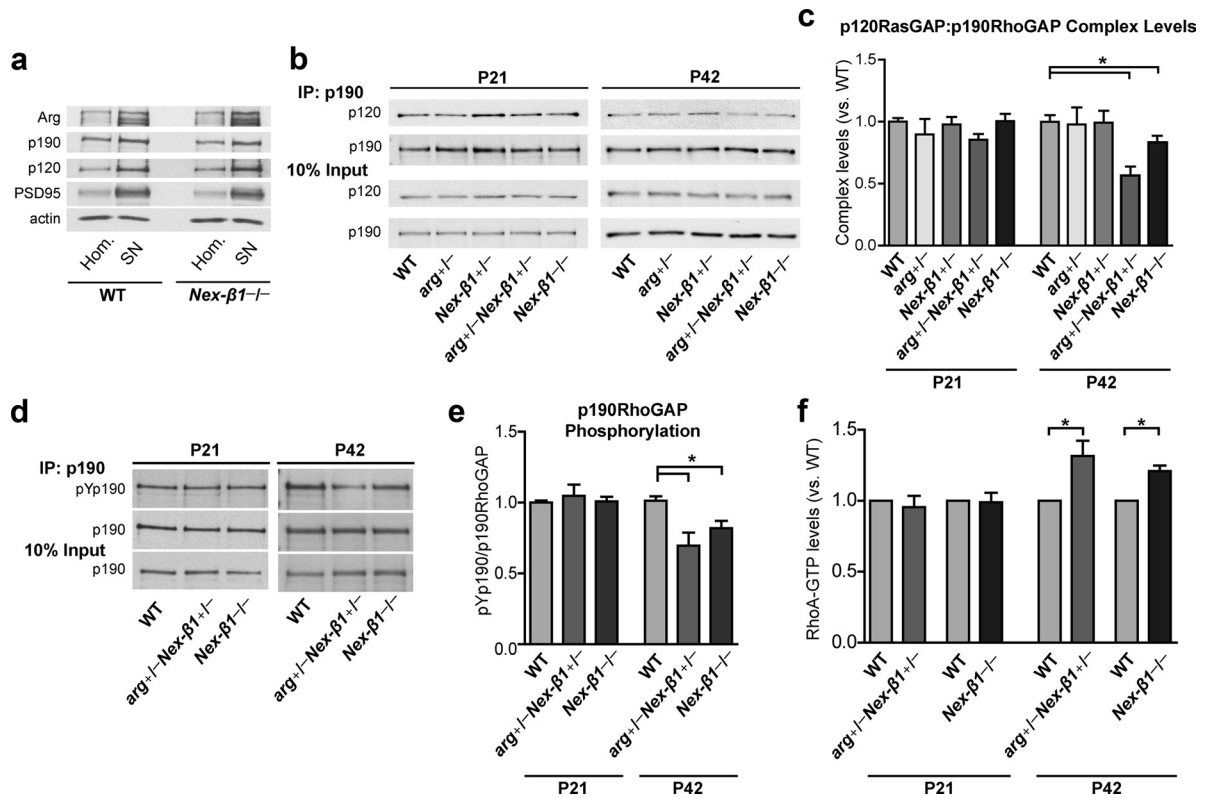 a
Arg
p190
p120
PSD95
actin
Hom. SN Hom. SN
WT Nex-β1–/–
b
P21 P42
IP: p190
p120
p190
10% Input
p120
p190
WT arg+/– Nex-β1+/– arg+/–Nex-β1+/– Nex-β1–/– WT arg+/– Nex-β1+/– arg+/–Nex-β1+/– Nex-β1–/–
c
p120RasGAP:p190RhoGAP Complex Levels
Complex levels (vs. WT)
1.5
1.0
0.5
0.0
* 
WT arg+/– Nex-β1+/– arg+/–Nex-β1+/– Nex-β1–/– WT arg+/– Nex-β1+/– arg+/–Nex-β1+/– Nex-β1–/–
P21 P42
d
P21 P42
IP: p190
pYp190
p190
10% Input
p190
WT arg+/–Nex-β1+/– Nex-β1–/– WT arg+/–Nex-β1+/– Nex-β1–/–
e
p190RhoGAP
Phosphorylation
pYp190/p190RhoGAP
1.5
1.0
0.5
0.0
*
WT arg+/–Nex-β1+/– Nex-β1–/– WT arg+/–Nex-β1+/– Nex-β1–/–
P21 P42
f
RhoA-GTP levels (vs. WT)
1.5
1.0
0.5
0.0
* *
WT arg+/–Nex-β1+/– WT Nex-β1–/– WT arg+/–Nex-β1+/– WT Nex-β1–/–
P21 P42